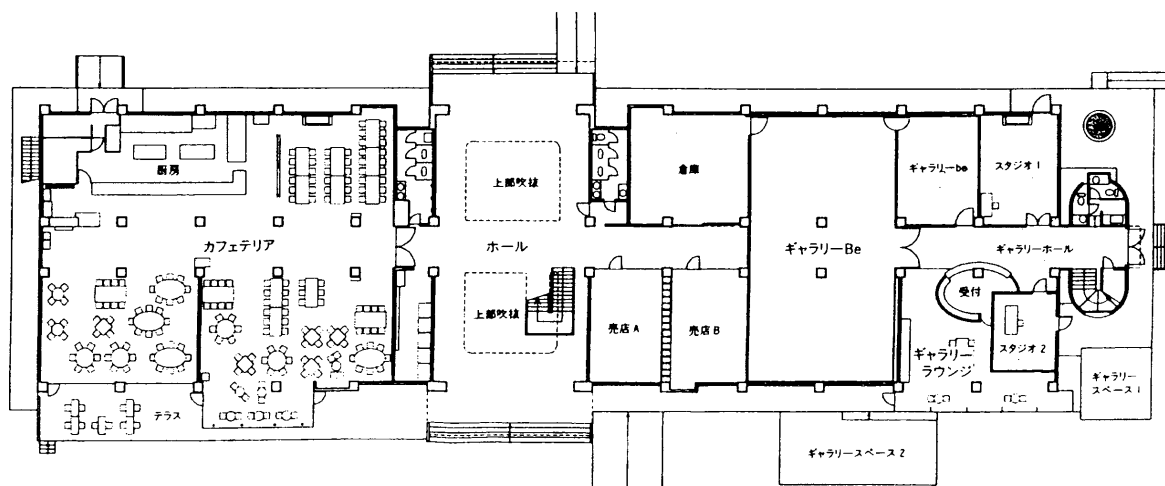 厨房
上部吹抜
倉庫
ギャラリーbe
スタジオ1
カフェテリア
ホール
ギャラリーBe
ギャラリーホール
受付
上部吹抜
売店A
売店B
スタジオ2
ギャラリー
ラウンジ
ギャラリー
スペース1
テラス
ギャラリースペース2